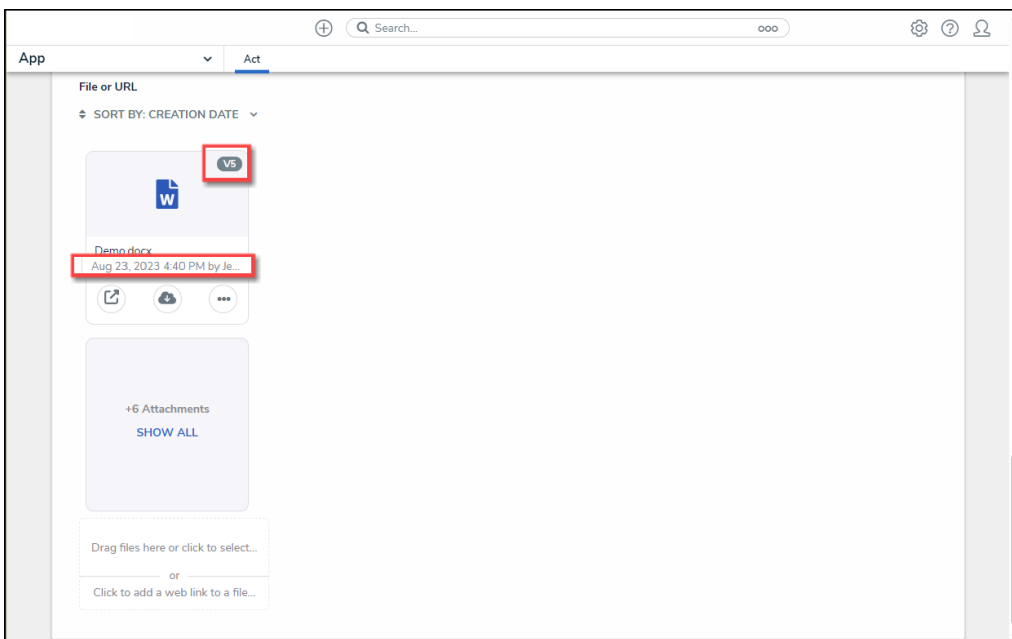 Search...
App
Act
File or URL
SORT BY: CREATION DATE
V5
W
Demo.docx
Aug 23, 2023 4:40 PM by Je...
+6 Attachments
SHOW ALL
Drag files here or click to select...
or
Click to add a web link to a file...